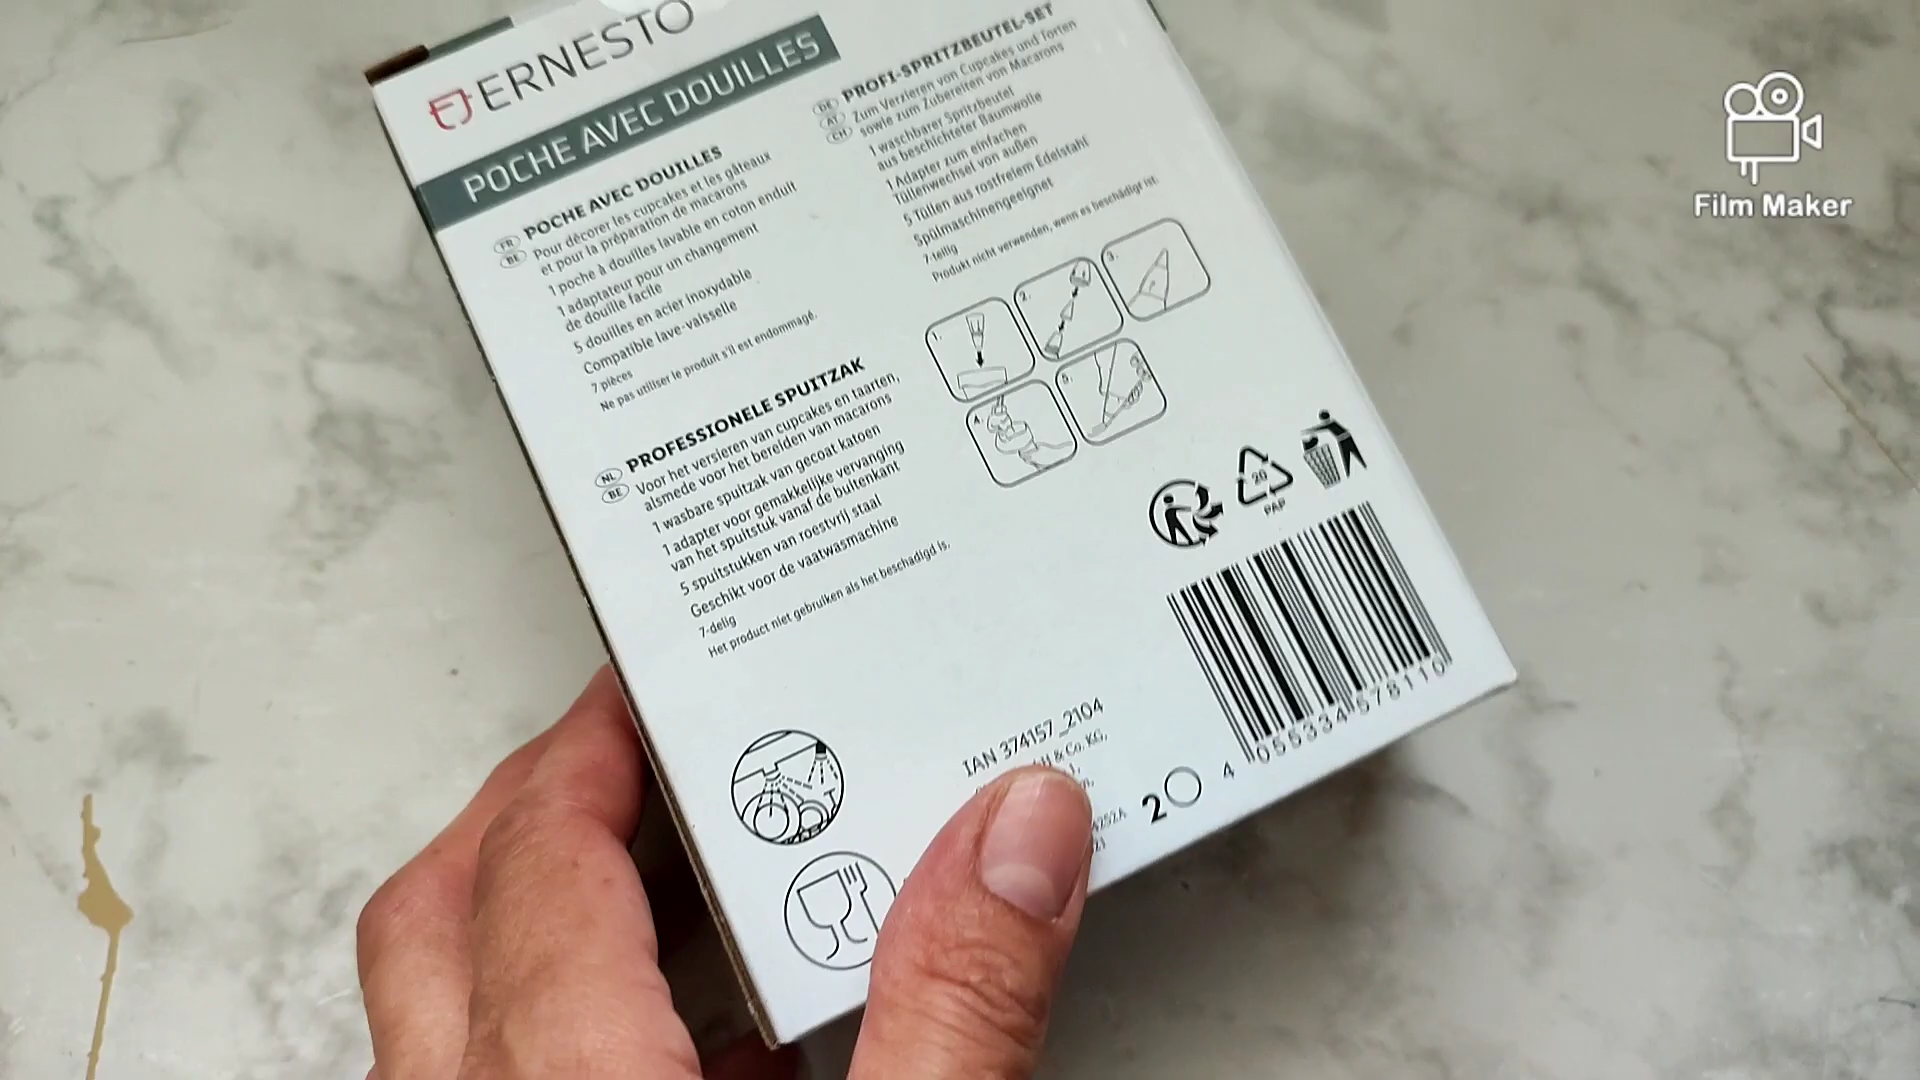 ERNESTO
POCHE AVEC DOUILLES
FR
BE
POCHE AVEC DOUILLES
Pour décorer les cupcakes et les gâteaux
et pour la préparation de macarons
1 poche à douilles lavable en coton enduit
1 adaptateur pour un changement
de douille facile
5 douilles en acier inoxydable
Compatible lave-vaisselle
7 pièces
Ne pas utiliser le produit s'il est endommagé.
NL
BE
PROFESSIONELE SPUITZAK
Voor het versieren van cupcakes en taarten,
alsmede voor het bereiden van macarons
1 wasbare spuitzak van gecoat katoen
1 adapter voor gemakkelijke vervanging
van het spuitstuk vanaf de buitenkant
5 spuitstukken van roestvrij staal
Geschikt voor de vaatwasmachine
7-delig
Het product niet gebruiken als het beschadigd is.
DE
AT
CH
PROFI-SPRITZBEUTEL-SET
Zum Verzieren von Cupcakes und Torten
sowie zum Zubereiten von Macarons
1 waschbarer Spritzbeutel
aus beschichteter Baumwolle
1 Adapter zum einfachen
Tüllenwechsel von außen
5 Tüllen aus rostfreiem Edelstahl
Spülmaschinengeeignet
7-teilig
Produkt nicht verwenden, wenn es beschädigt ist.
1.
2.
3.
4.
5.
20
PAP
IAN 374157_2104
& Co. KG,
4252A
20
4 055334 578110
Film Maker